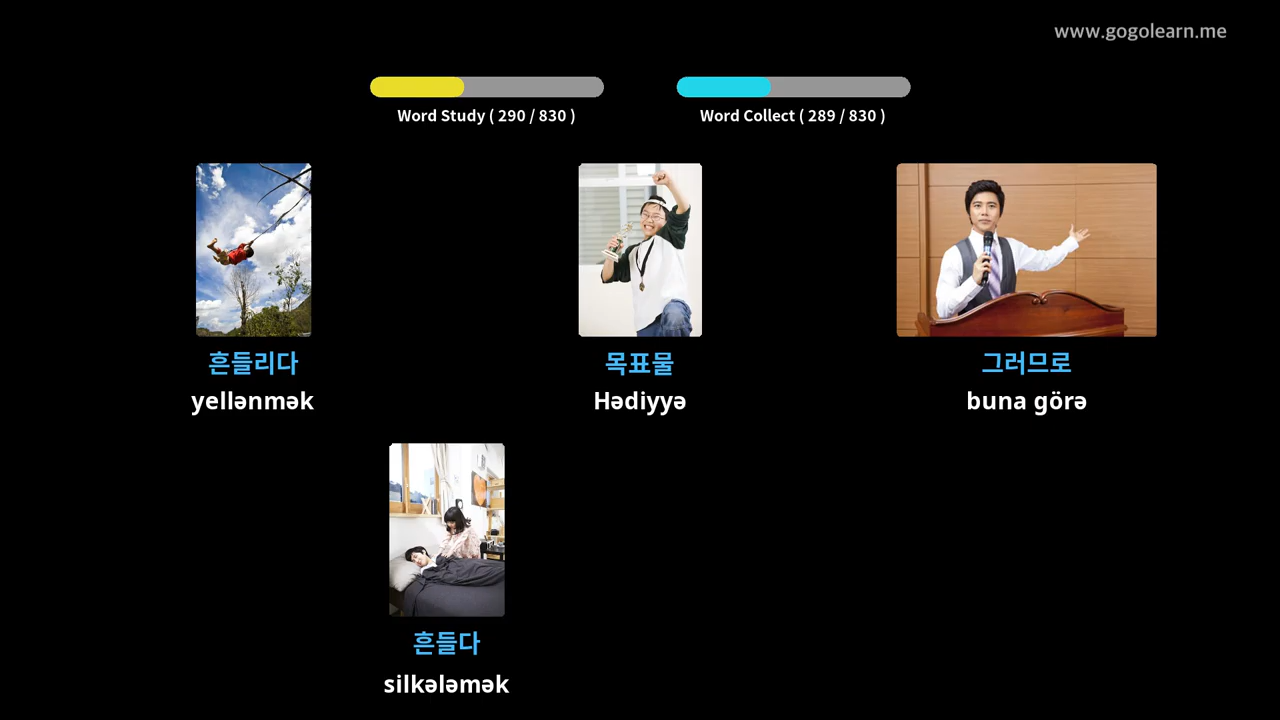 www.gogolearn.me
Word Study ( 290 / 830 )
Word Collect ( 289 / 830 )
흔들리다
yellənmək
목표물
Hədiyyə
그러므로
buna görə
흔들다
silkələmək